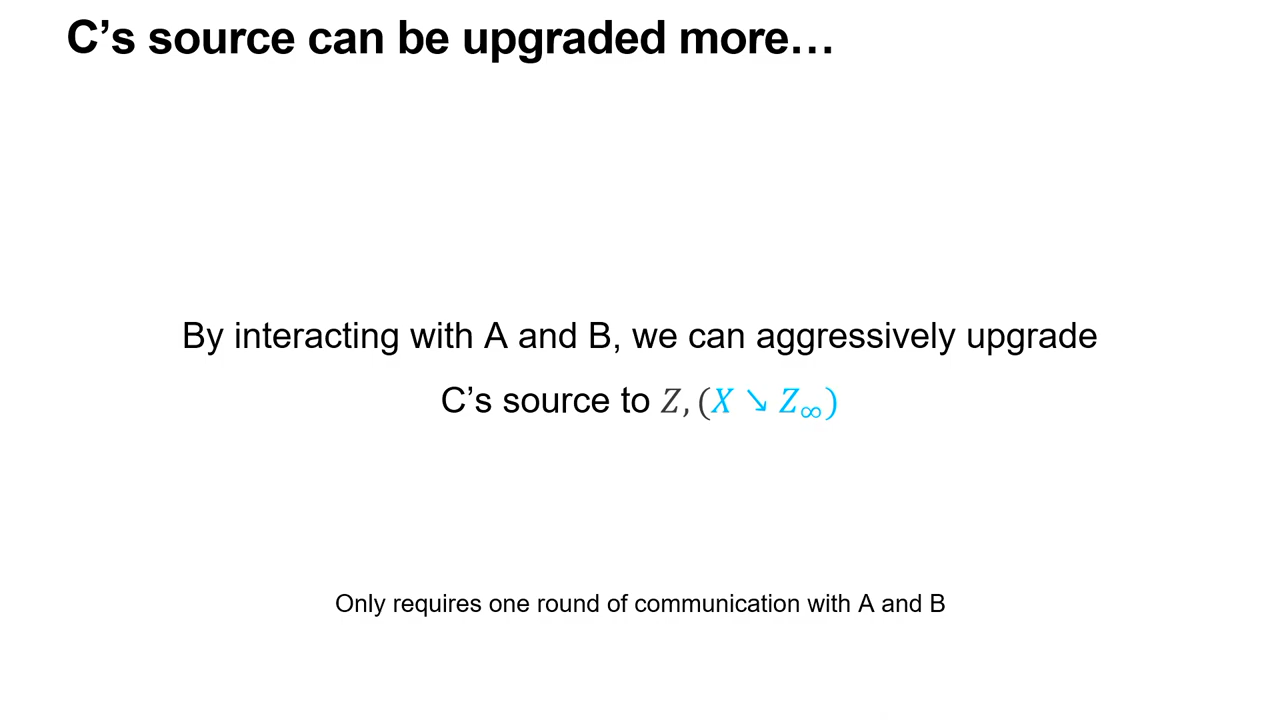 C’s source can be upgraded more…
By interacting with A and B, we can aggressively upgrade
C’s source to 𝑍, (𝑋 ↘ 𝑍∞)
Only requires one round of communication with A and B